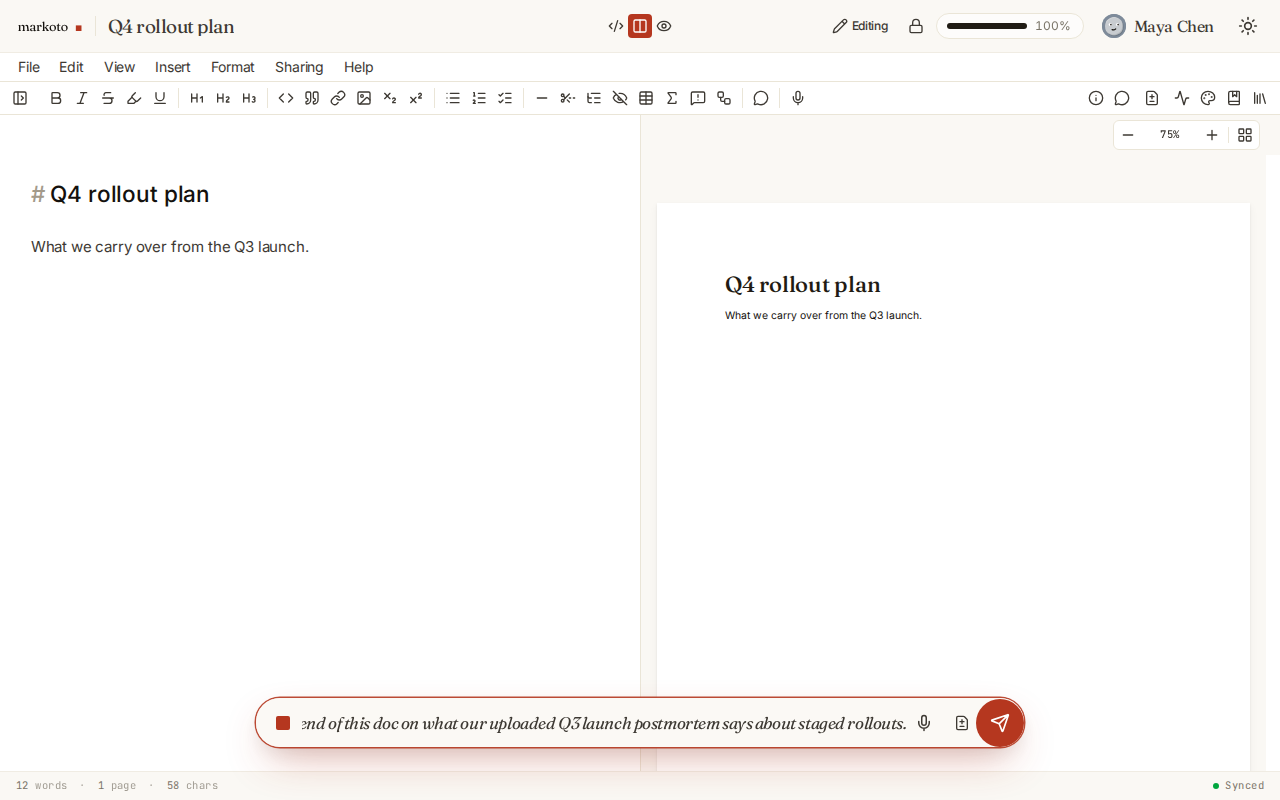 markoto
Q4 rollout plan
Editing
100%
Maya Chen
File Edit View Insert Format Sharing Help
H1 H2 H3
75%
# Q4 rollout plan
What we carry over from the Q3 launch.
Q4 rollout plan
What we carry over from the Q3 launch.
end of this doc on what our uploaded Q3 launch postmortem says about staged rollouts.
12 words · 1 page · 58 chars
Synced